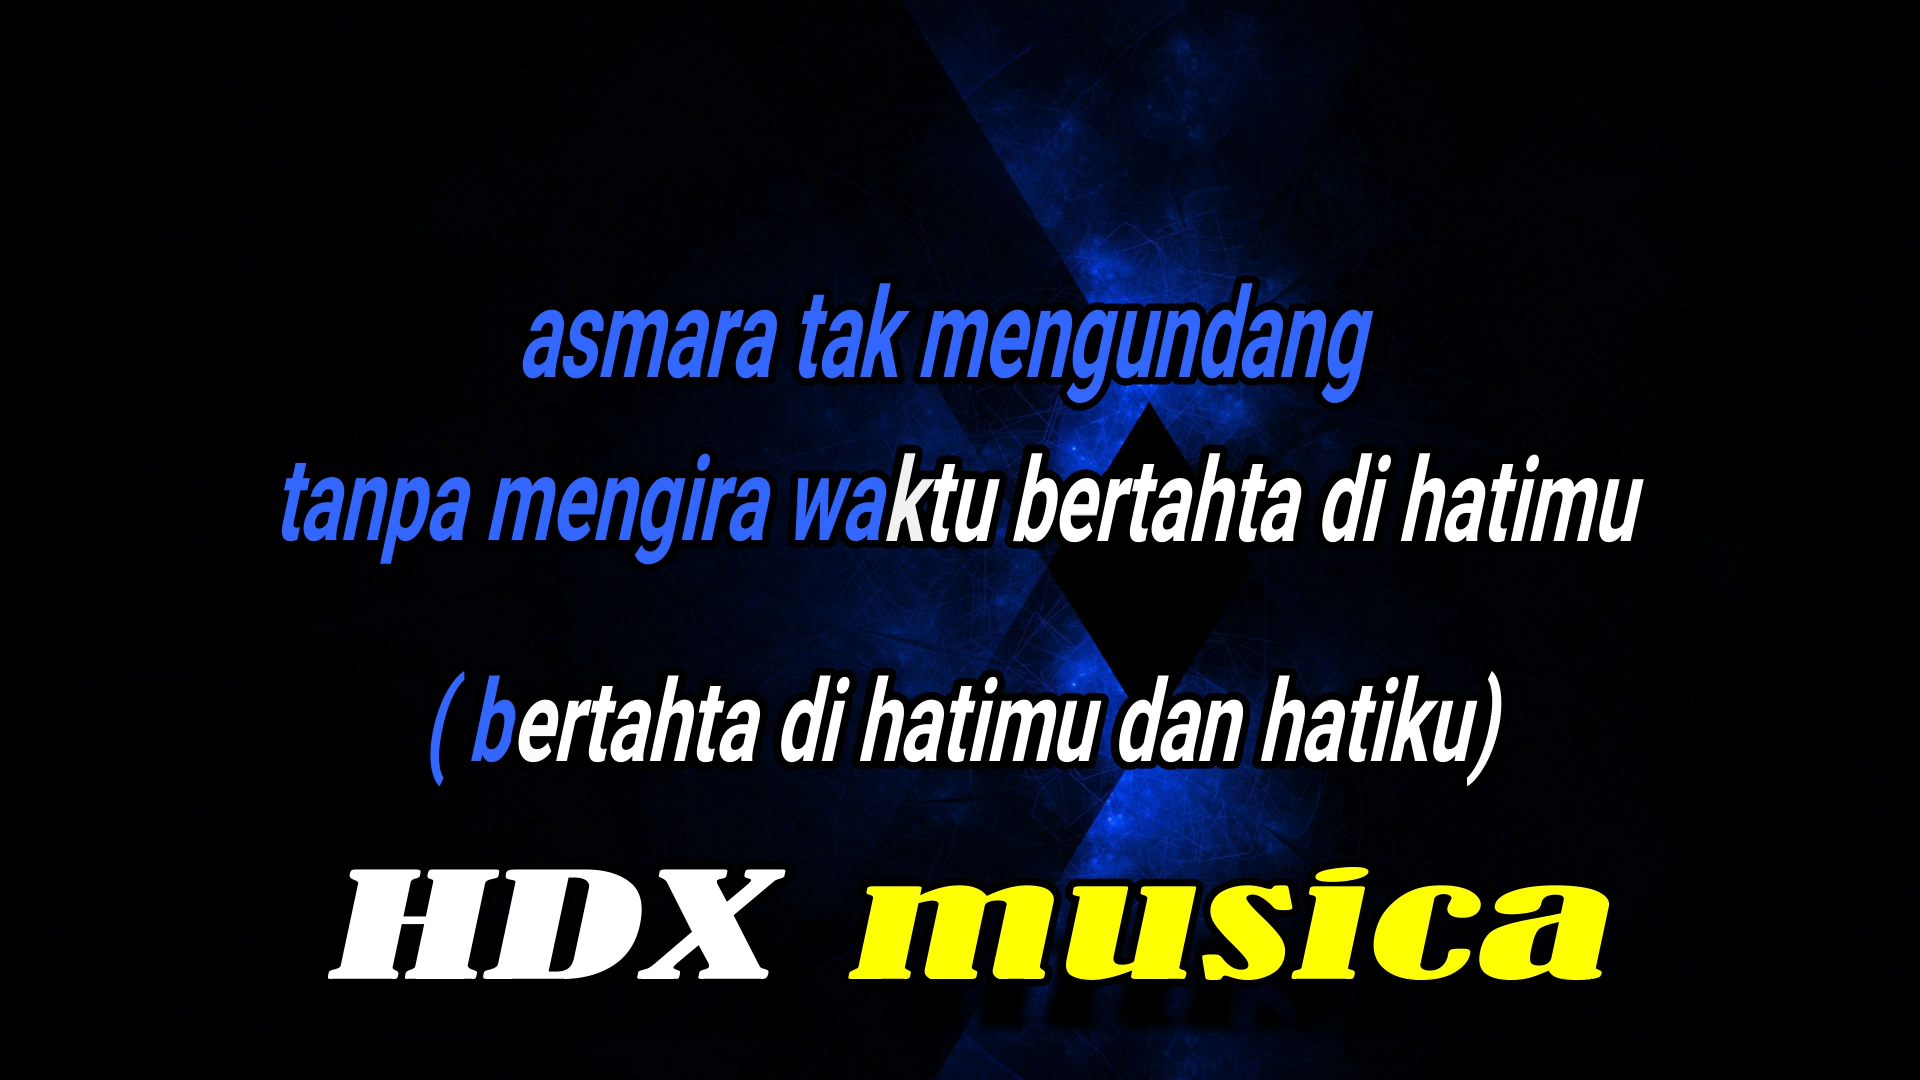 asmara tak mengundang
tanpa mengira waktu bertahta di hatimu
( bertahta di hatimu dan hatiku)
HDX musica